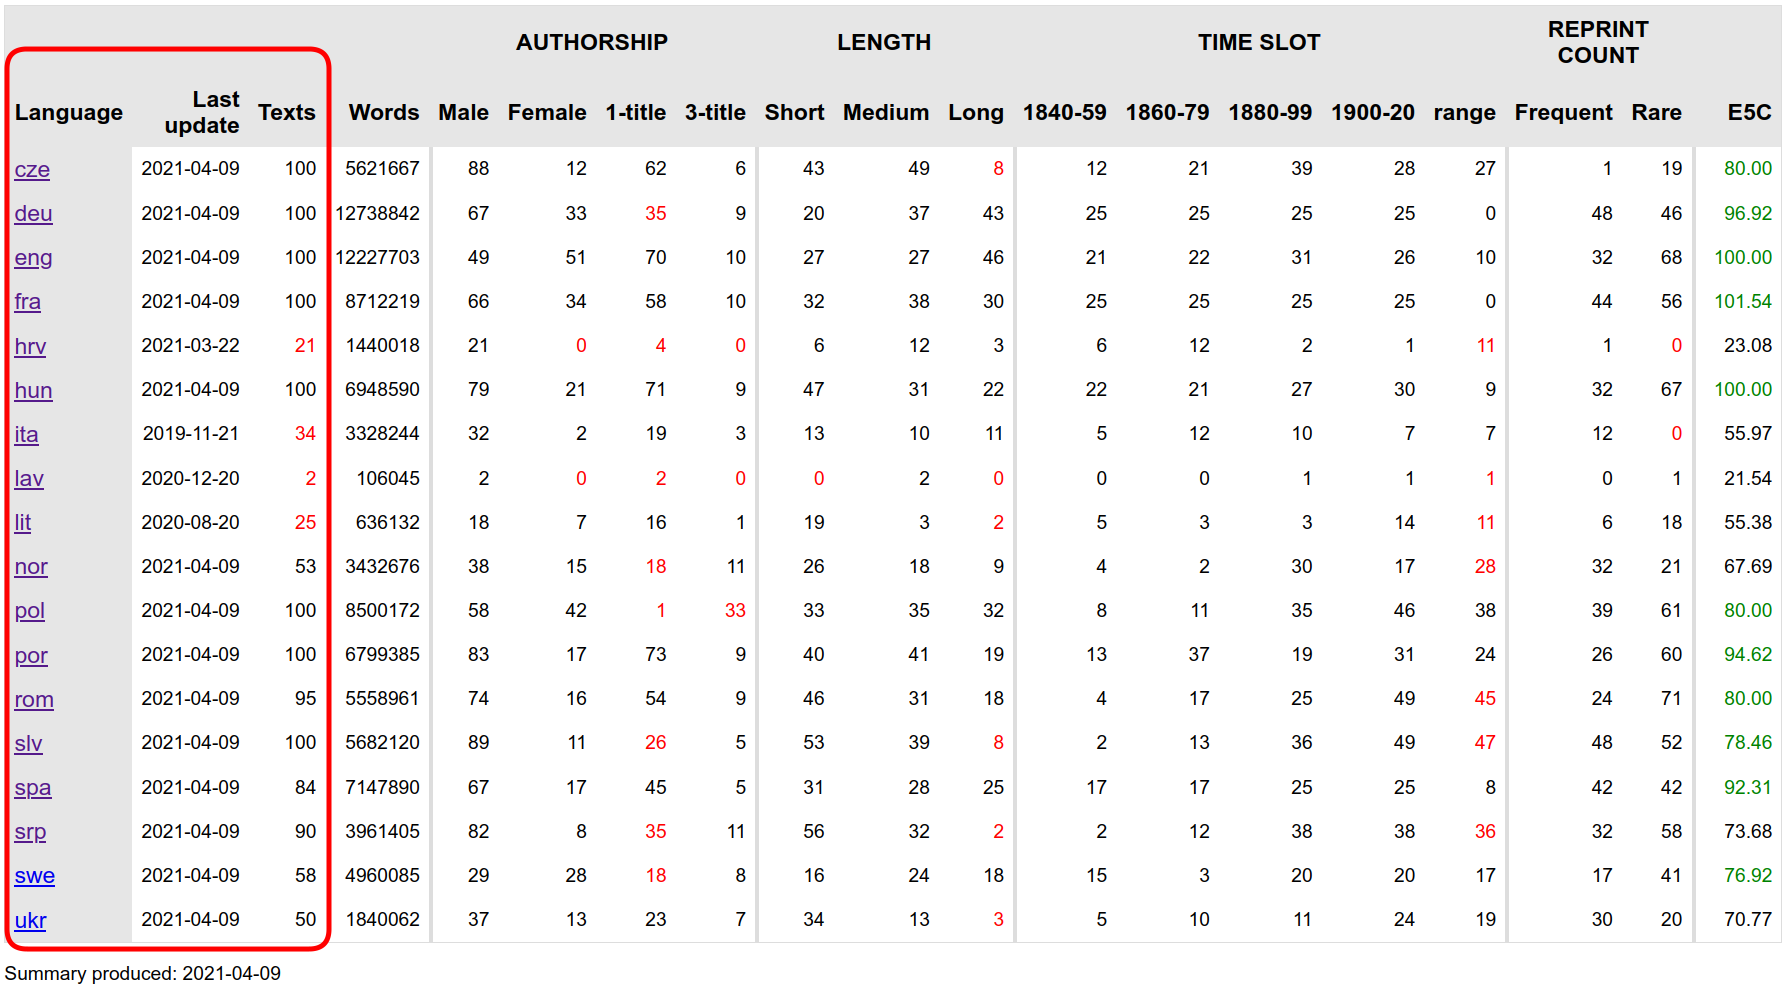 AUTHORSHIP LENGTH TIME SLOT REPRINT COUNT
Language Last update Texts Words Male Female 1-title 3-title Short Medium Long 1840-59 1860-79 1880-99 1900-20 range Frequent Rare E5C
cze 2021-04-09 100 5621667 88 12 62 6 43 49 8 12 21 39 28 27 1 19 80.00
deu 2021-04-09 100 12738842 67 33 35 9 20 37 43 25 25 25 25 0 48 46 96.92
eng 2021-04-09 100 12227703 49 51 70 10 27 27 46 21 22 31 26 10 32 68 100.00
fra 2021-04-09 100 8712219 66 34 58 10 32 38 30 25 25 25 25 0 44 56 101.54
hrv 2021-03-22 21 1440018 21 0 4 0 6 12 3 6 12 2 1 11 1 0 23.08
hun 2021-04-09 100 6948590 79 21 71 9 47 31 22 22 21 27 30 9 32 67 100.00
ita 2019-11-21 34 3328244 32 2 19 3 13 10 11 5 12 10 7 7 12 0 55.97
lav 2020-12-20 2 106045 2 0 2 0 0 2 0 0 0 1 1 1 0 1 21.54
lit 2020-08-20 25 636132 18 7 16 1 19 3 2 5 3 3 14 11 6 18 55.38
nor 2021-04-09 53 3432676 38 15 18 11 26 18 9 4 2 30 17 28 32 21 67.69
pol 2021-04-09 100 8500172 58 42 1 33 33 35 32 8 11 35 46 38 39 61 80.00
por 2021-04-09 100 6799385 83 17 73 9 40 41 19 13 37 19 31 24 26 60 94.62
rom 2021-04-09 95 5558961 74 16 54 9 46 31 18 4 17 25 49 45 24 71 80.00
slv 2021-04-09 100 5682120 89 11 26 5 53 39 8 2 13 36 49 47 48 52 78.46
spa 2021-04-09 84 7147890 67 17 45 5 31 28 25 17 17 25 25 8 42 42 92.31
srp 2021-04-09 90 3961405 82 8 35 11 56 32 2 2 12 38 38 36 32 58 73.68
swe 2021-04-09 58 4960085 29 28 18 8 16 24 18 15 3 20 20 17 17 41 76.92
ukr 2021-04-09 50 1840062 37 13 23 7 34 13 3 5 10 11 24 19 30 20 70.77
Summary produced: 2021-04-09